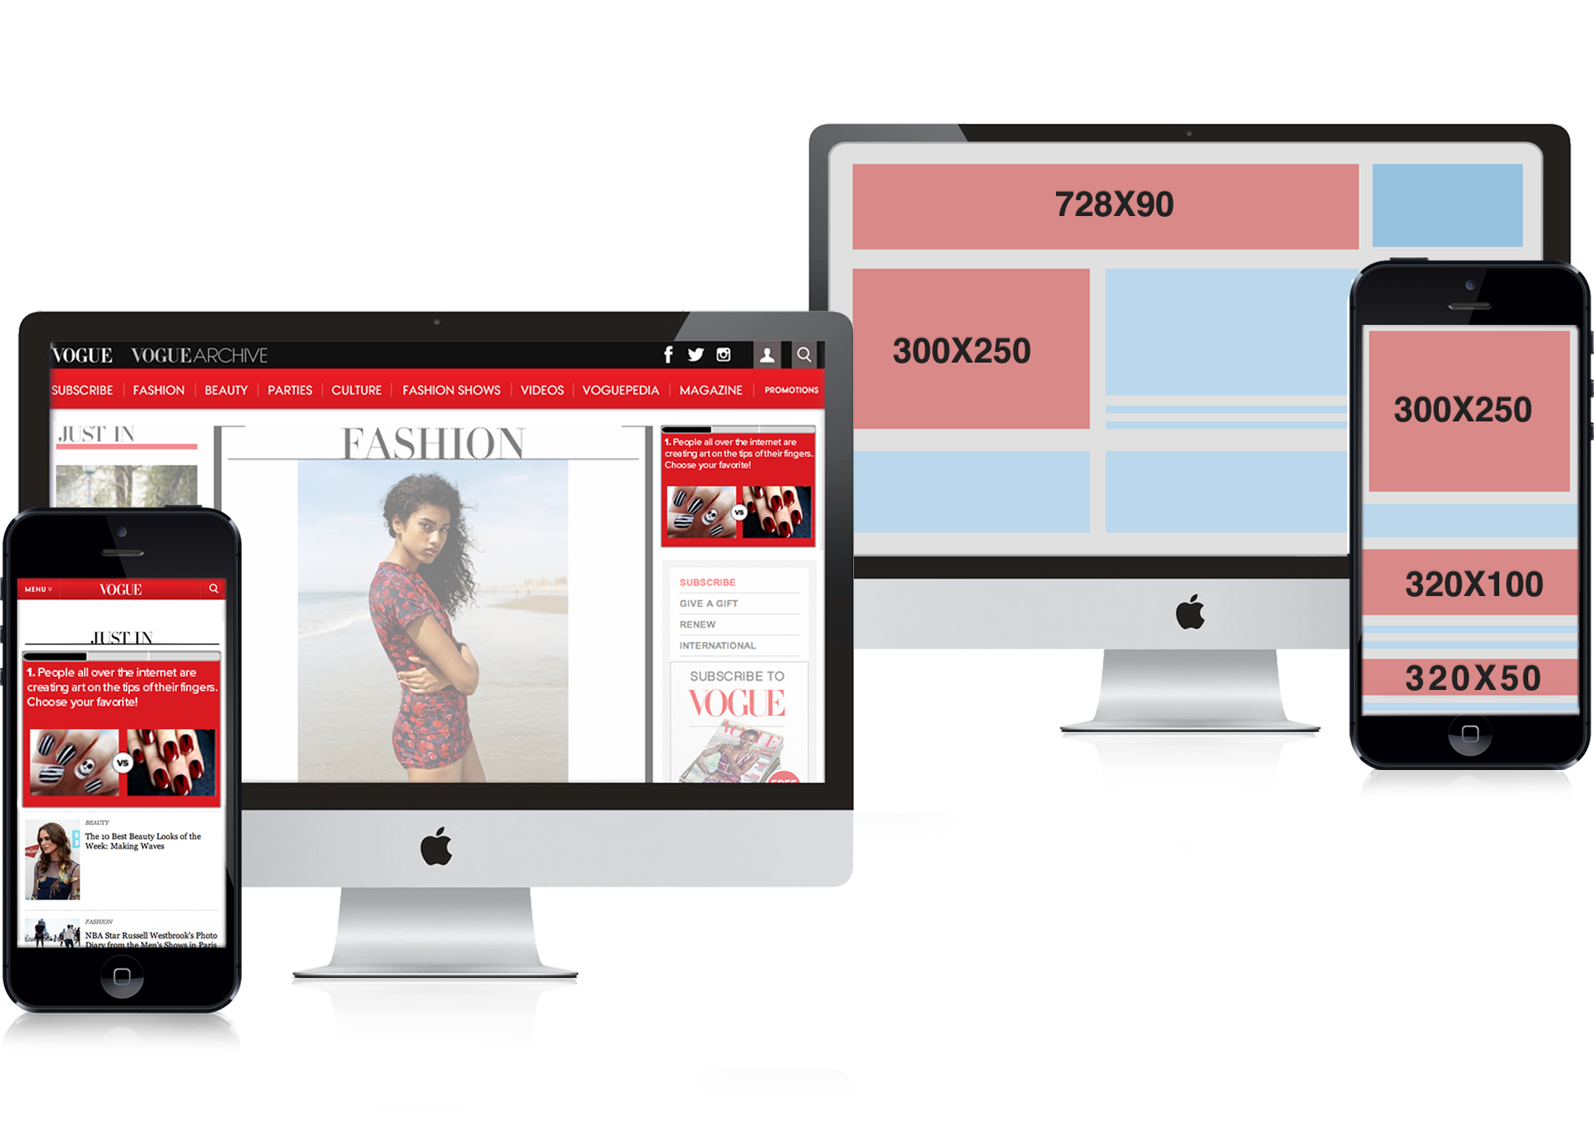 VOGUE VOGUE ARCHIVE
SUBSCRIBE FASHION BEAUTY PARTIES CULTURE FASHION SHOWS VIDEOS VOGUEPEDIA MAGAZINE PROMOTIONS
JUST IN
FASHION
1. People all over the internet are
creating art on the tips of their fingers.
Choose your favorite!
VS
SUBSCRIBE
GIVE A GIFT
RENEW
INTERNATIONAL
SUBSCRIBE TO
VOGUE
VOGUE
FREE
MENU VOGUE
JUST IN
1. People all over the internet are
creating art on the tips of their fingers.
Choose your favorite!
VS
BEAUTY
The 10 Best Beauty Looks of the
Week: Making Waves
FASHION
NBA Star Russell Westbrook's Photo
Diary from the Men's Shows in Paris
728X90
300X250
300X250
320X100
320X50